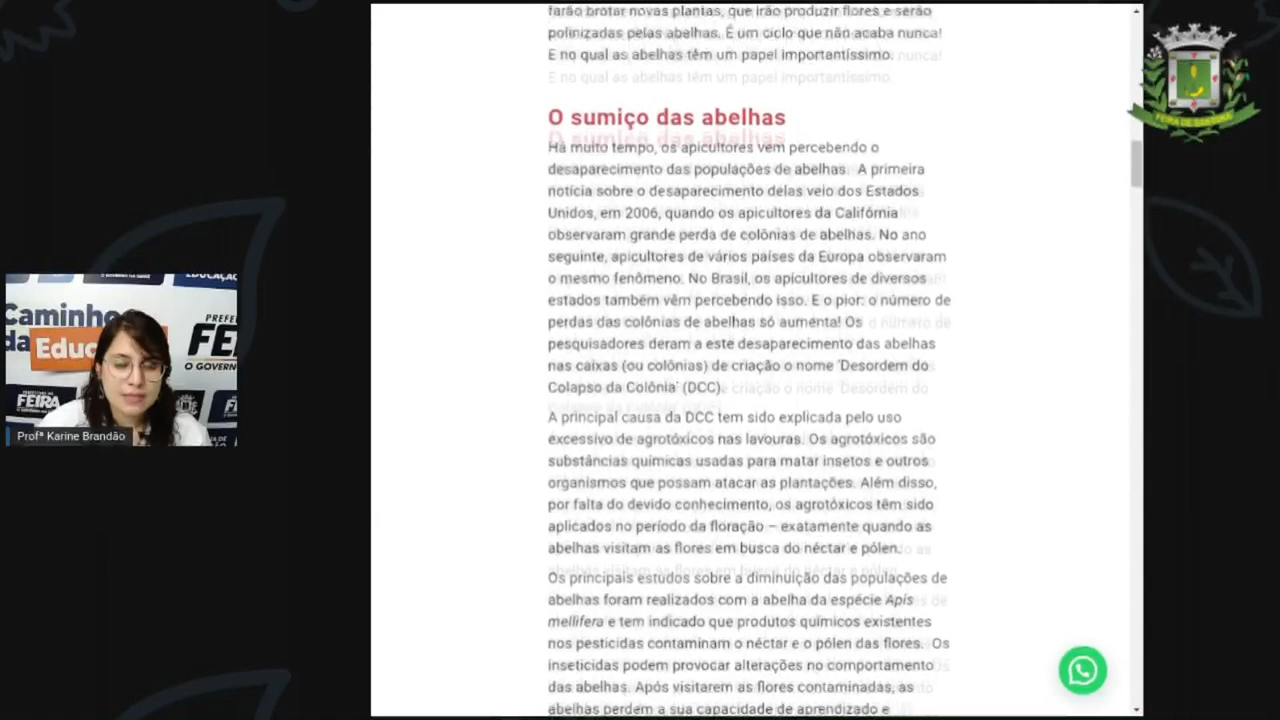 farão brotar novas plantas, que irão produzir flores e serão
polinizadas pelas abelhas. É um ciclo que não acaba nunca!
E no qual as abelhas têm um papel importantíssimo.
O sumiço das abelhas
Há muito tempo, os apicultores vem percebendo o
desaparecimento das populações de abelhas. A primeira
notícia sobre o desaparecimento delas veio dos Estados
Unidos, em 2006, quando os apicultores da Califórnia
observaram grande perda de colônias de abelhas. No ano
seguinte, apicultores de vários países da Europa observaram
o mesmo fenômeno. No Brasil, os apicultores de diversos
estados também vêm percebendo isso. E o pior: o número de
perdas das colônias de abelhas só aumenta! Os
pesquisadores deram a este desaparecimento das abelhas
nas caixas (ou colônias) de criação o nome 'Desordem do
Colapso da Colônia' (DCC).
A principal causa da DCC tem sido explicada pelo uso
excessivo de agrotóxicos nas lavouras. Os agrotóxicos são
substâncias químicas usadas para matar insetos e outros
organismos que possam atacar as plantações. Além disso,
por falta do devido conhecimento, os agrotóxicos têm sido
aplicados no período da floração – exatamente quando as
abelhas visitam as flores em busca do néctar e pólen.
Os principais estudos sobre a diminuição das populações de
abelhas foram realizados com a abelha da espécie Apis
mellifera e tem indicado que produtos químicos existentes
nos pesticidas contaminam o néctar e o pólen das flores. Os
inseticidas podem provocar alterações no comportamento
das abelhas. Após visitarem as flores contaminadas, as
abelhas perdem a sua capacidade de aprendizado e
FEIRA DE SANTANA
EDUCAÇÃ
Caminho
da Educ
PREFE
FEI
O GOVERNO
FEIRA
Profª Karine Brandão